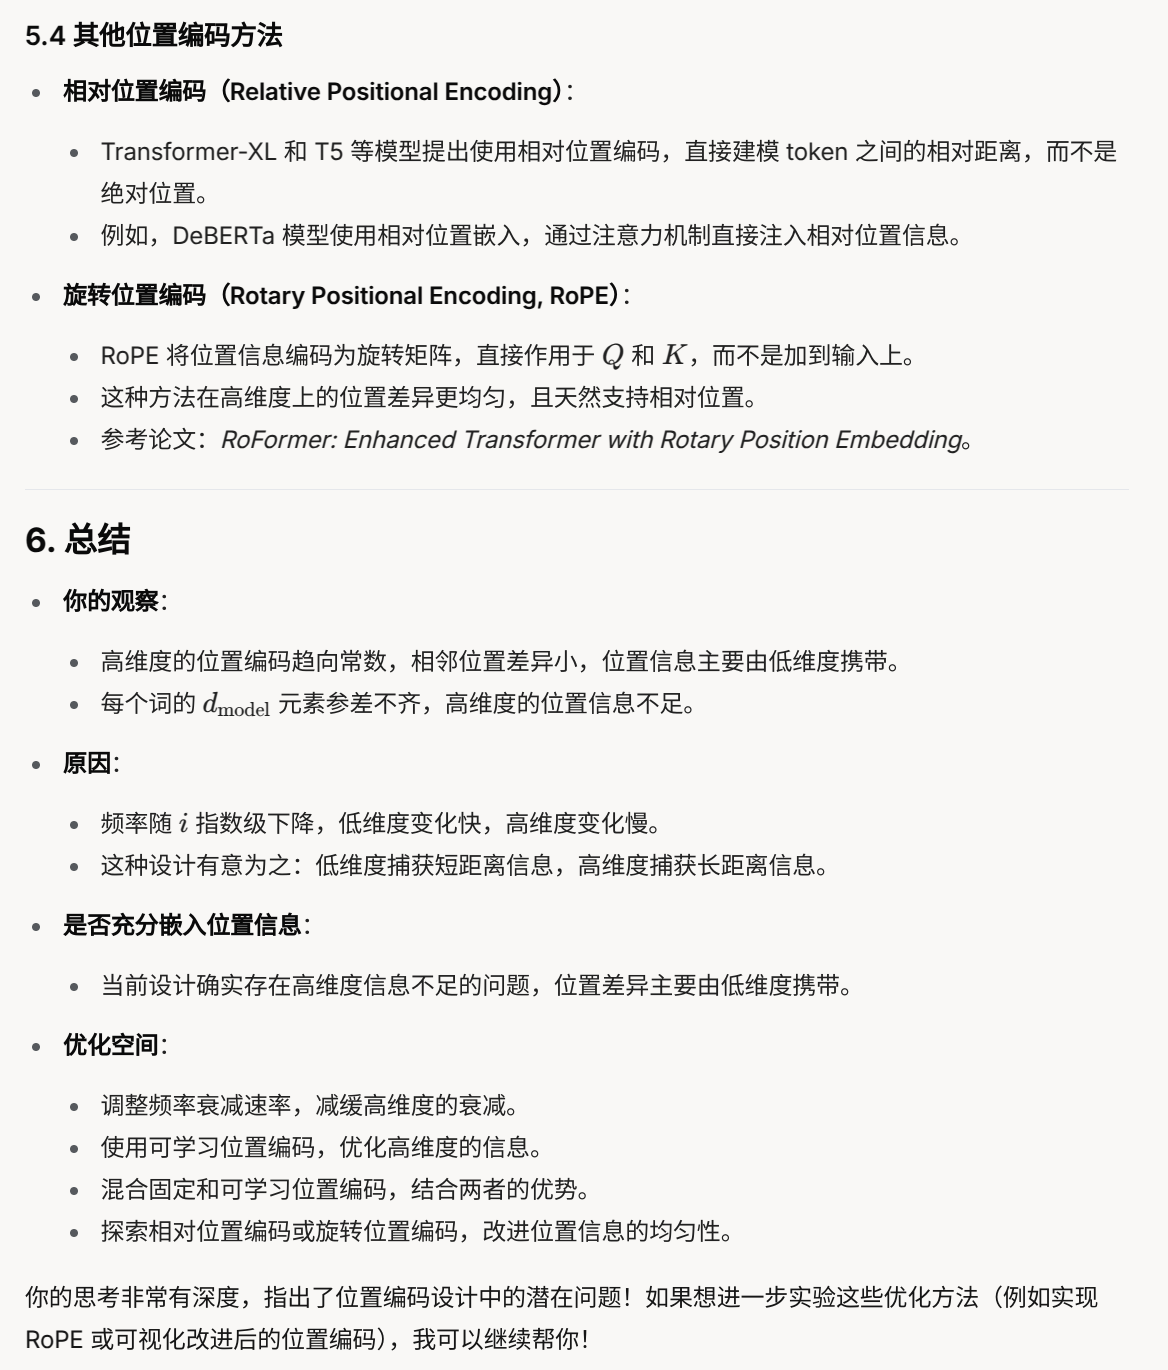 5.4 其他位置编码方法
相对位置编码（Relative Positional Encoding）：
Transformer-XL 和 T5 等模型提出使用相对位置编码，直接建模 token 之间的相对距离，而不是
绝对位置。
例如，DeBERTa 模型使用相对位置嵌入，通过注意力机制直接注入相对位置信息。
旋转位置编码（Rotary Positional Encoding, RoPE）：
RoPE 将位置信息编码为旋转矩阵，直接作用于 Q 和 K，而不是加到输入上。
这种方法在高维度上的位置差异更均匀，且天然支持相对位置。
参考论文：RoFormer: Enhanced Transformer with Rotary Position Embedding。
6. 总结
你的观察：
高维度的位置编码趋向常数，相邻位置差异小，位置信息主要由低维度携带。
每个词的 d_model 元素参差不齐，高维度的位置信息不足。
原因：
频率随 i 指数级下降，低维度变化快，高维度变化慢。
这种设计有意为之：低维度捕获短距离信息，高维度捕获长距离信息。
是否充分嵌入位置信息：
当前设计确实存在高维度信息不足的问题，位置差异主要由低维度携带。
优化空间：
调整频率衰减速率，减缓高维度的衰减。
使用可学习位置编码，优化高维度的信息。
混合固定和可学习位置编码，结合两者的优势。
探索相对位置编码或旋转位置编码，改进位置信息的均匀性。
你的思考非常有深度，指出了位置编码设计中的潜在问题！如果想进一步实验这些优化方法（例如实现
RoPE 或可视化改进后的位置编码），我可以继续帮你！